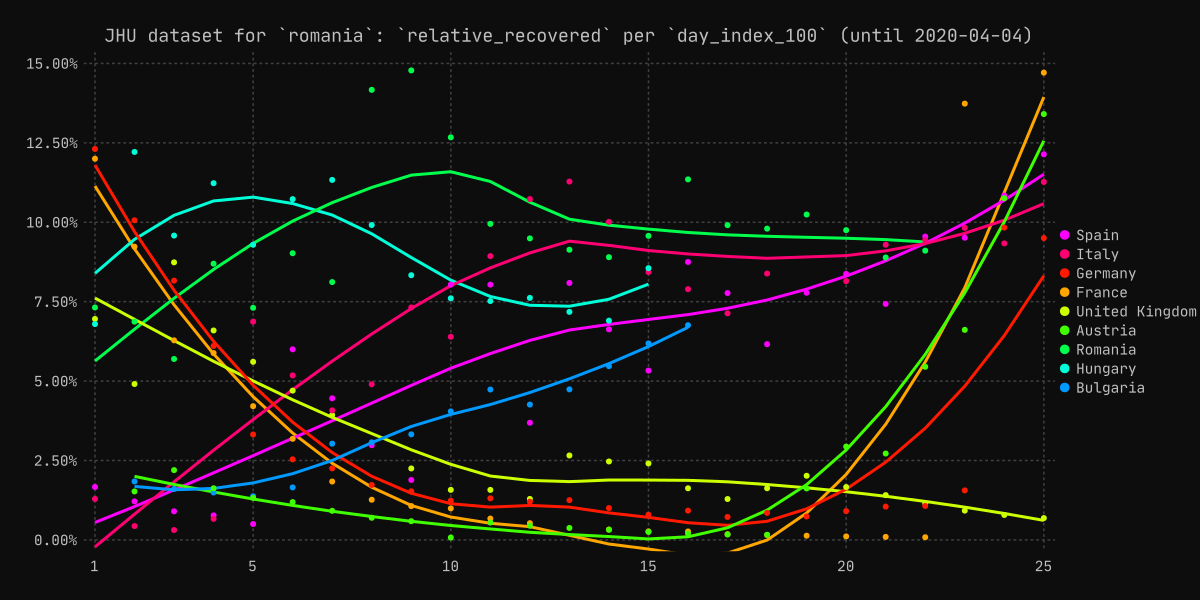 JHU dataset for `romania`: `relative_recovered` per `day_index_100` (until 2020-04-04)
15.00%
12.50%
10.00%
7.50%
5.00%
2.50%
0.00%
1 5 10 15 20 25
Spain
Italy
Germany
France
United Kingdom
Austria
Romania
Hungary
Bulgaria